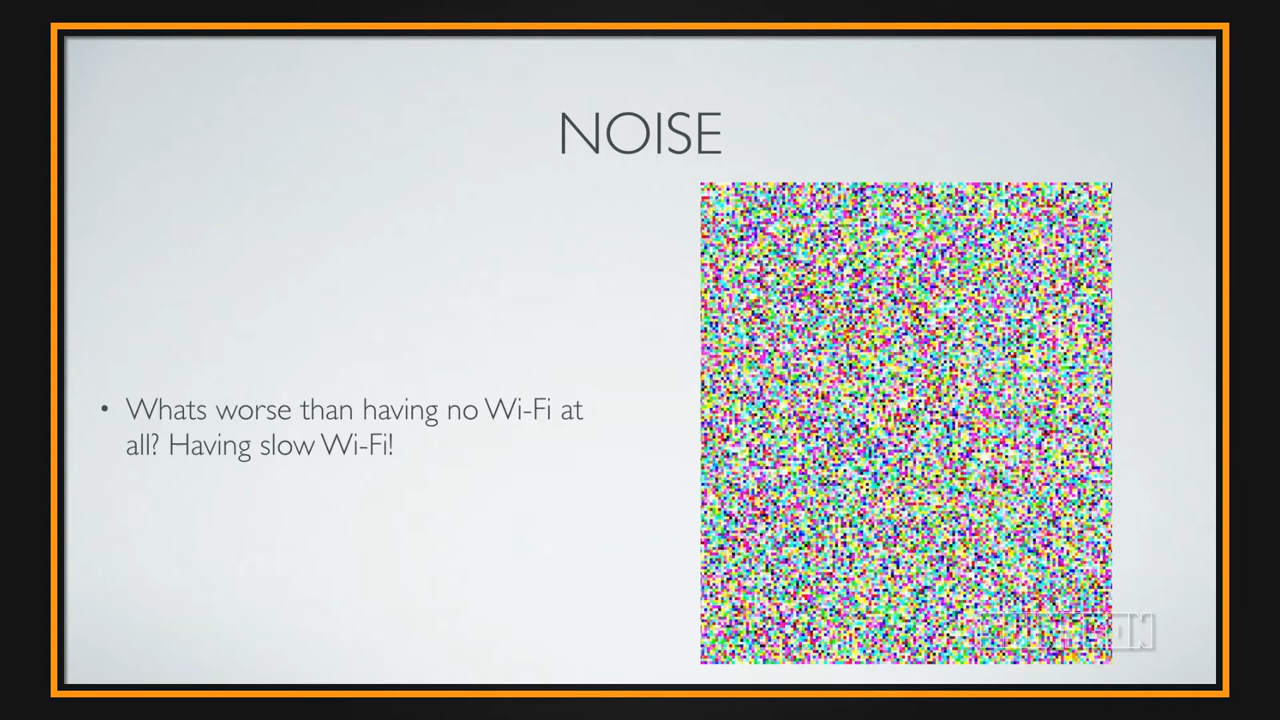 NOISE
• Whats worse than having no Wi-Fi at
all? Having slow Wi-Fi!